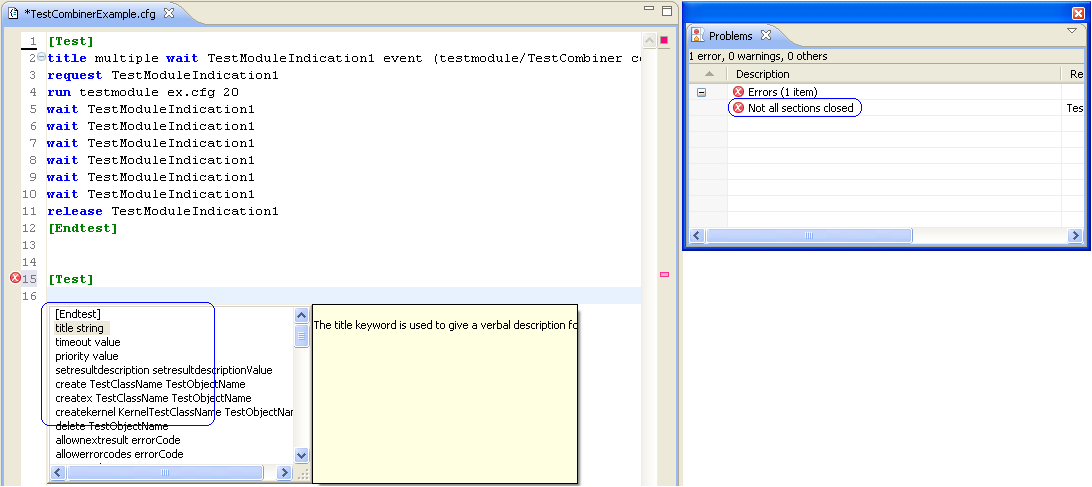 *TestCombinerExample.cfg
1 [Test]
2 title multiple wait TestModuleIndication1 event (testmodule/TestCombiner co
3 request TestModuleIndication1
4 run testmodule ex.cfg 20
5 wait TestModuleIndication1
6 wait TestModuleIndication1
7 wait TestModuleIndication1
8 wait TestModuleIndication1
9 wait TestModuleIndication1
10 wait TestModuleIndication1
11 release TestModuleIndication1
12 [Endtest]
13
14
15 [Test]
16
[Endtest]
title string
timeout value
priority value
setresultdescription setresultdescriptionValue
create TestClassName TestObjectName
createx TestClassName TestObjectName
createkernel KernelTestClassName TestObjectNam
delete TestObjectName
allownextresult errorCode
allowerrorcodes errorCode
The title keyword is used to give a verbal description fo
Problems
1 error, 0 warnings, 0 others
Description Re
Errors (1 item)
Not all sections closed Tes